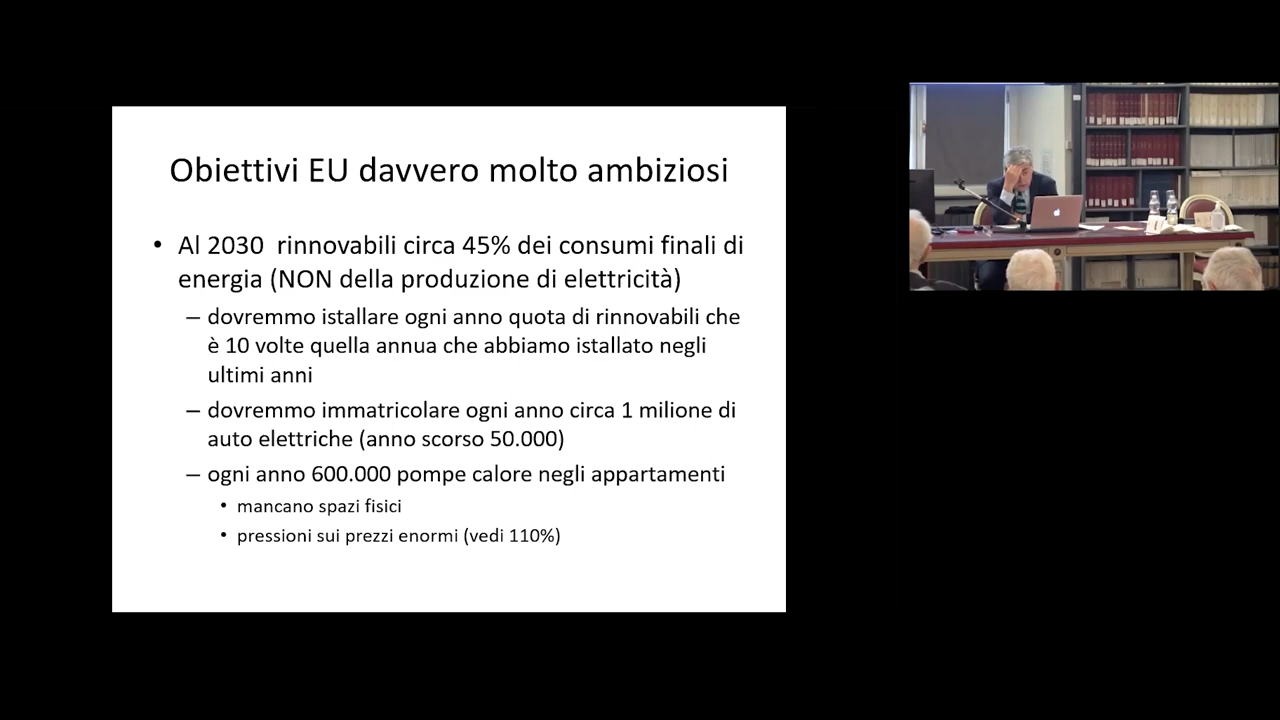 Obiettivi EU davvero molto ambiziosi
• Al 2030 rinnovabili circa 45% dei consumi finali di
energia (NON della produzione di elettricità)
– dovremmo istallare ogni anno quota di rinnovabili che
è 10 volte quella annua che abbiamo istallato negli
ultimi anni
– dovremmo immatricolare ogni anno circa 1 milione di
auto elettriche (anno scorso 50.000)
– ogni anno 600.000 pompe calore negli appartamenti
• mancano spazi fisici
• pressioni sui prezzi enormi (vedi 110%)